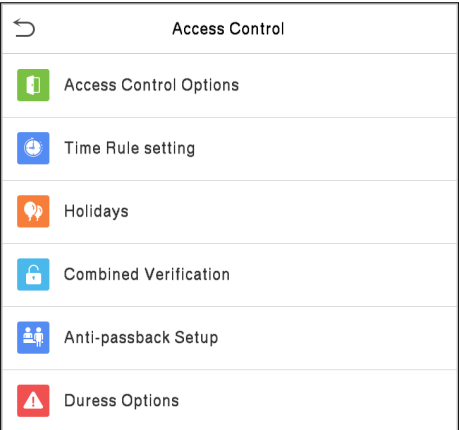 Access Control
Access Control Options
Time Rule setting
Holidays
Combined Verification
Anti-passback Setup
Duress Options